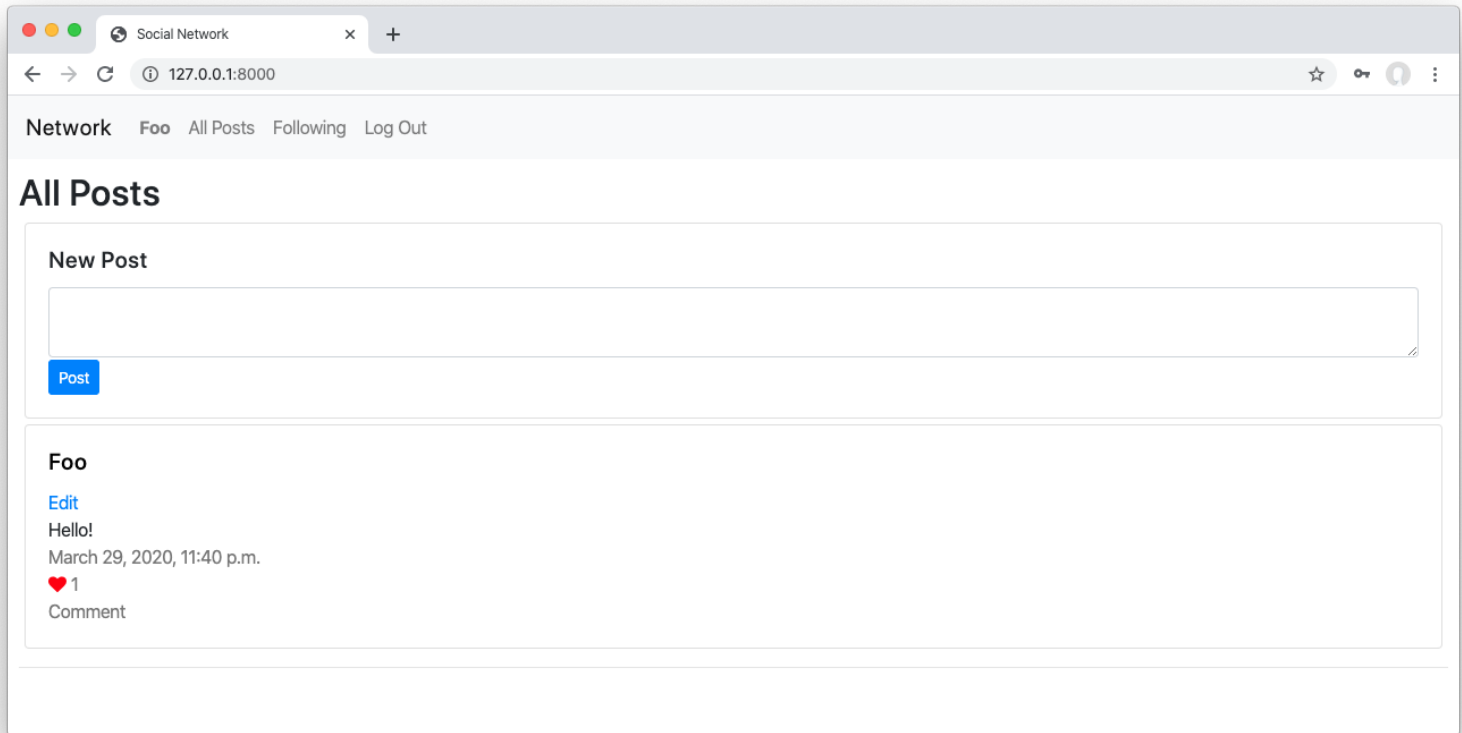 Social Network
127.0.0.1:8000
Network Foo All Posts Following Log Out
All Posts
New Post
Post
Foo
Edit
Hello!
March 29, 2020, 11:40 p.m.
1
Comment